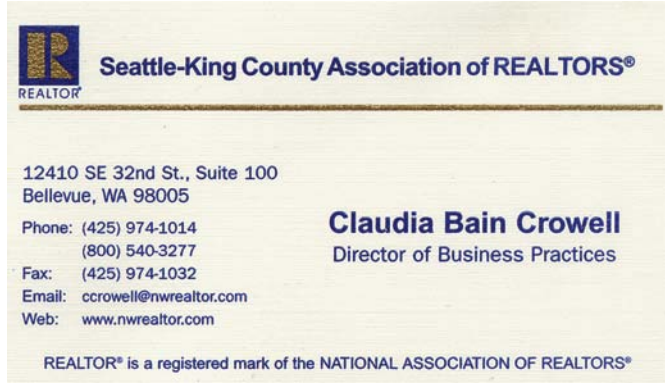 R
REALTOR®
Seattle-King County Association of REALTORS®
12410 SE 32nd St., Suite 100
Bellevue, WA 98005
Phone: (425) 974-1014
(800) 540-3277
Fax: (425) 974-1032
Email: ccrowell@nwrealtor.com
Web: www.nwrealtor.com
Claudia Bain Crowell
Director of Business Practices
REALTOR® is a registered mark of the NATIONAL ASSOCIATION OF REALTORS®